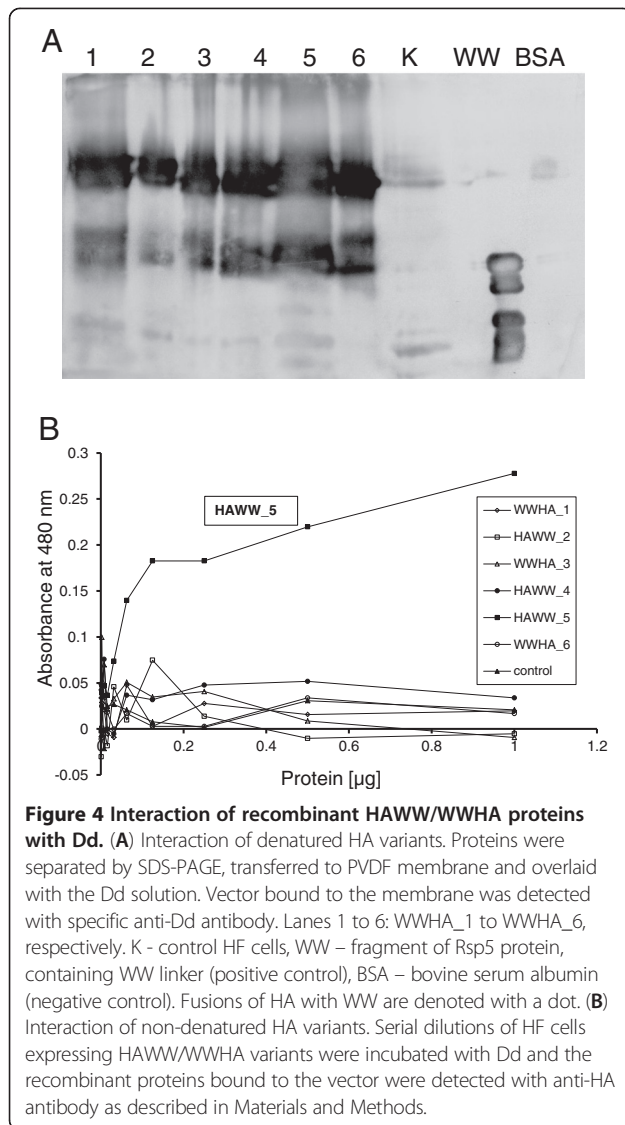 A
1 2 3 4 5 6 K WW BSA
B
0.3
0.25
0.2
0.15
0.1
0.05
0
-0.05
Absorbance at 480 nm
HAWW_5
WWHA_1
HAWW_2
WWHA_3
HAWW_4
HAWW_5
WWHA_6
control
0 0.2 0.4 0.6 0.8 1 1.2
Protein [µg]
Figure 4 Interaction of recombinant HAWW/WWHA proteins
with Dd. (A) Interaction of denatured HA variants. Proteins were
separated by SDS-PAGE, transferred to PVDF membrane and overlaid
with the Dd solution. Vector bound to the membrane was detected
with specific anti-Dd antibody. Lanes 1 to 6: WWHA_1 to WWHA_6,
respectively. K - control HF cells, WW – fragment of Rsp5 protein,
containing WW linker (positive control), BSA – bovine serum albumin
(negative control). Fusions of HA with WW are denoted with a dot. (B)
Interaction of non-denatured HA variants. Serial dilutions of HF cells
expressing HAWW/WWHA variants were incubated with Dd and the
recombinant proteins bound to the vector were detected with anti-HA
antibody as described in Materials and Methods.